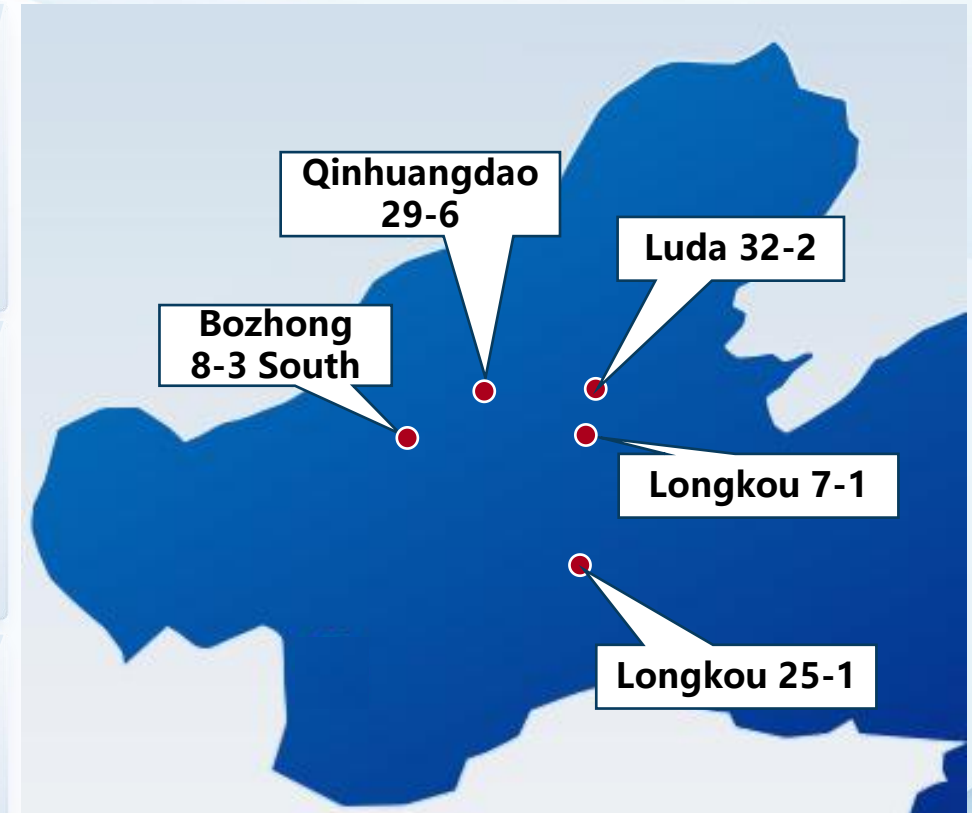 Qinhuangdao
29-6
Luda 32-2
Bozhong
8-3 South
Longkou 7-1
Longkou 25-1